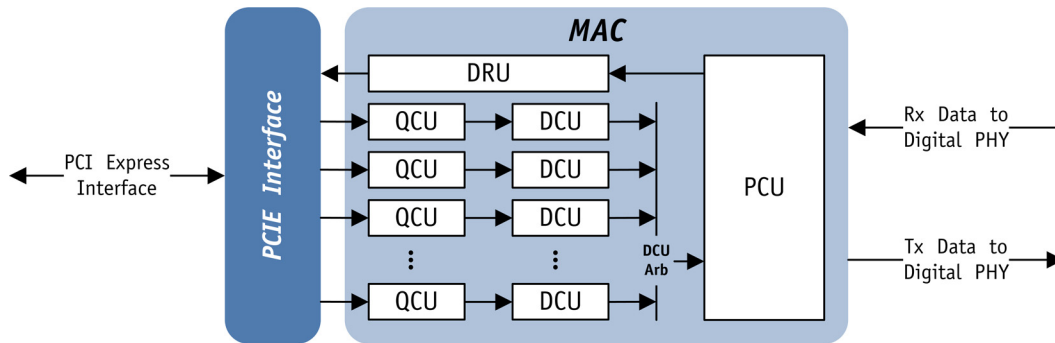 MAC
DRU
QCU
DCU
QCU
DCU
QCU
DCU
QCU
DCU
DCU
Arb
PCU
PCIE Interface
PCI Express
Interface
Rx Data to
Digital PHY
Tx Data to
Digital PHY